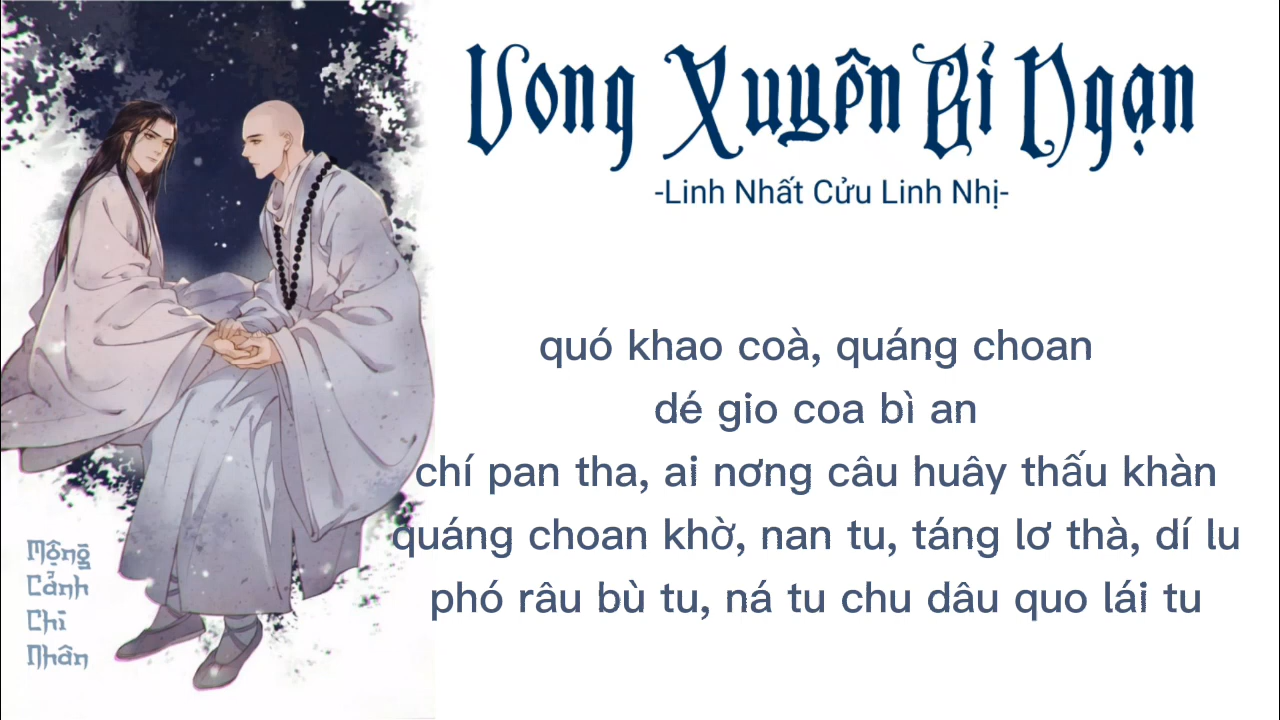 Vong Xuyên Bỉ Ngạn
-Linh Nhất Cửu Linh Nhị-
quó khao coà, quáng choan
dé gio coa bì an
chí pan tha, ai nơng câu huây thấu khàn
quáng choan khờ, nan tu, táng lơ thà, dí lu
phó râu bù tu, ná tu chu dâu quo lái tu
Mộng
Cảnh
Chi
Nhân